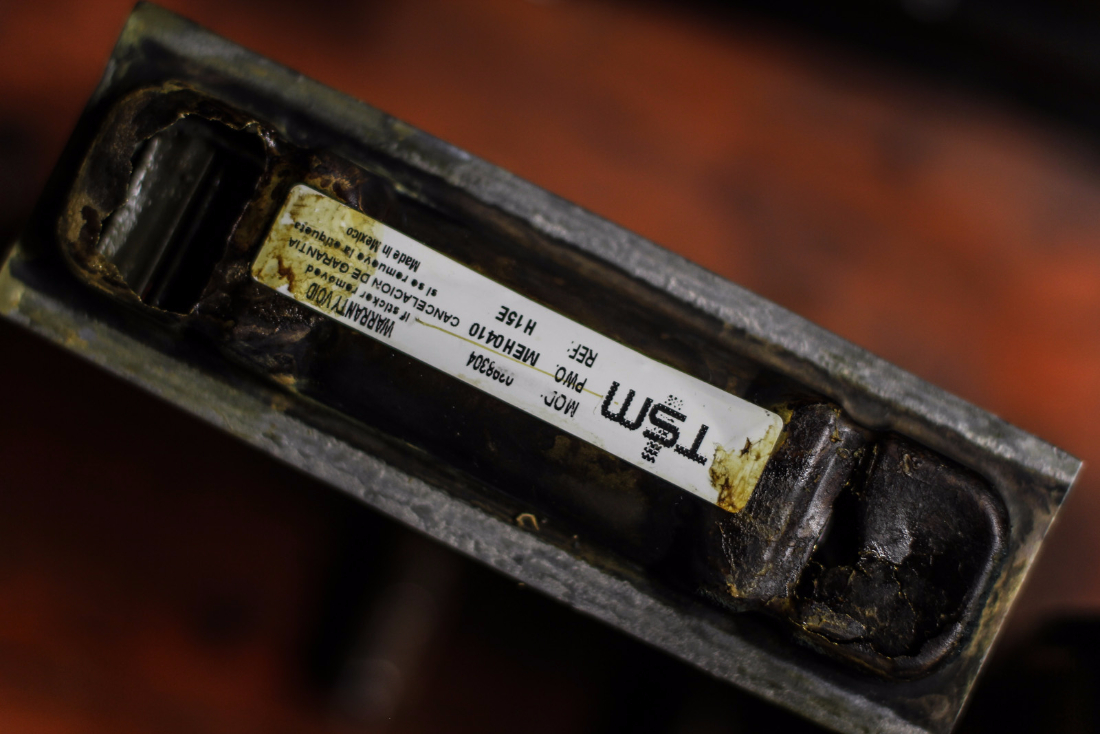 TSM
MOD: 0298304
PWO: MEH0410
REF: H15E
WARRANTY VOID
if sticker removed
CANCELACION DE GARANTIA
si se remueve la etiqueta
Made in Mexico